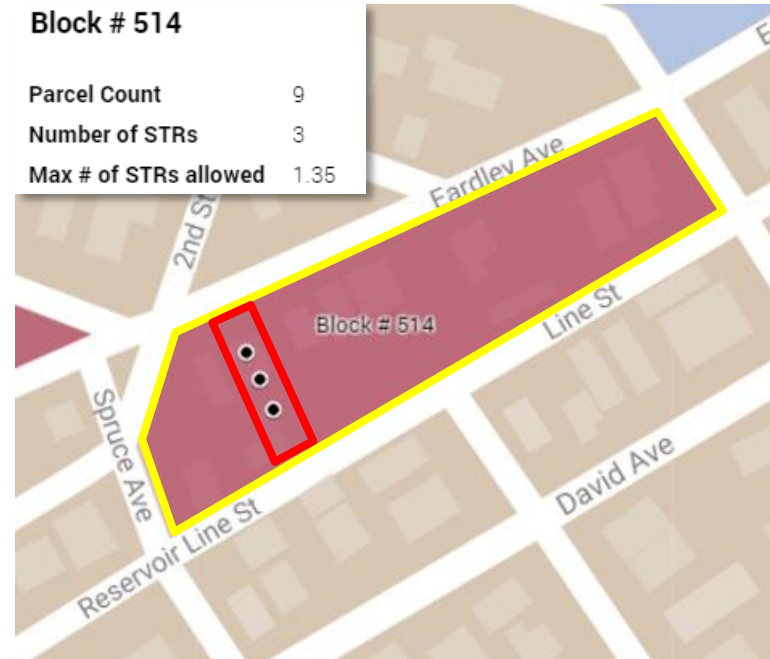 Block # 514
Parcel Count 9
Number of STRs 3
Max # of STRs allowed 1.35
E
Eardley Ave
2nd St
Block # 514
Line St
Spruce Ave
David Ave
Reservoir Line St